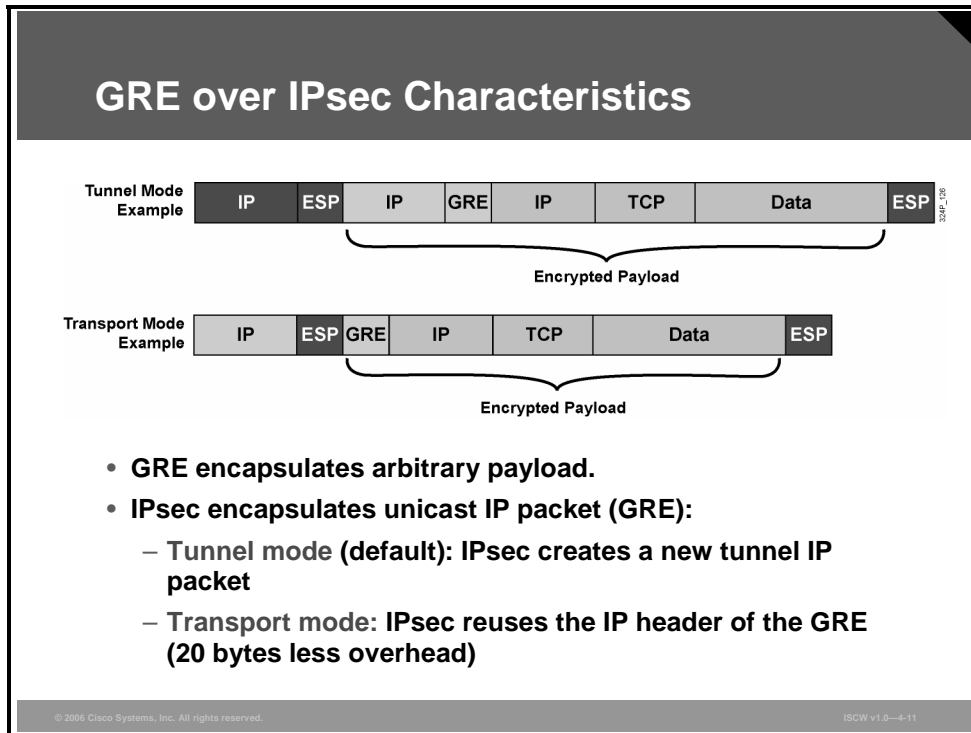 GRE over IPsec Characteristics
Tunnel Mode
Example
IP ESP IP GRE IP TCP Data ESP
324P_126
Encrypted Payload
Transport Mode
Example
IP ESP GRE IP TCP Data ESP
Encrypted Payload
• GRE encapsulates arbitrary payload.
• IPsec encapsulates unicast IP packet (GRE):
– Tunnel mode (default): IPsec creates a new tunnel IP
packet
– Transport mode: IPsec reuses the IP header of the GRE
(20 bytes less overhead)
© 2006 Cisco Systems, Inc. All rights reserved. ISCW v1.0—4-11